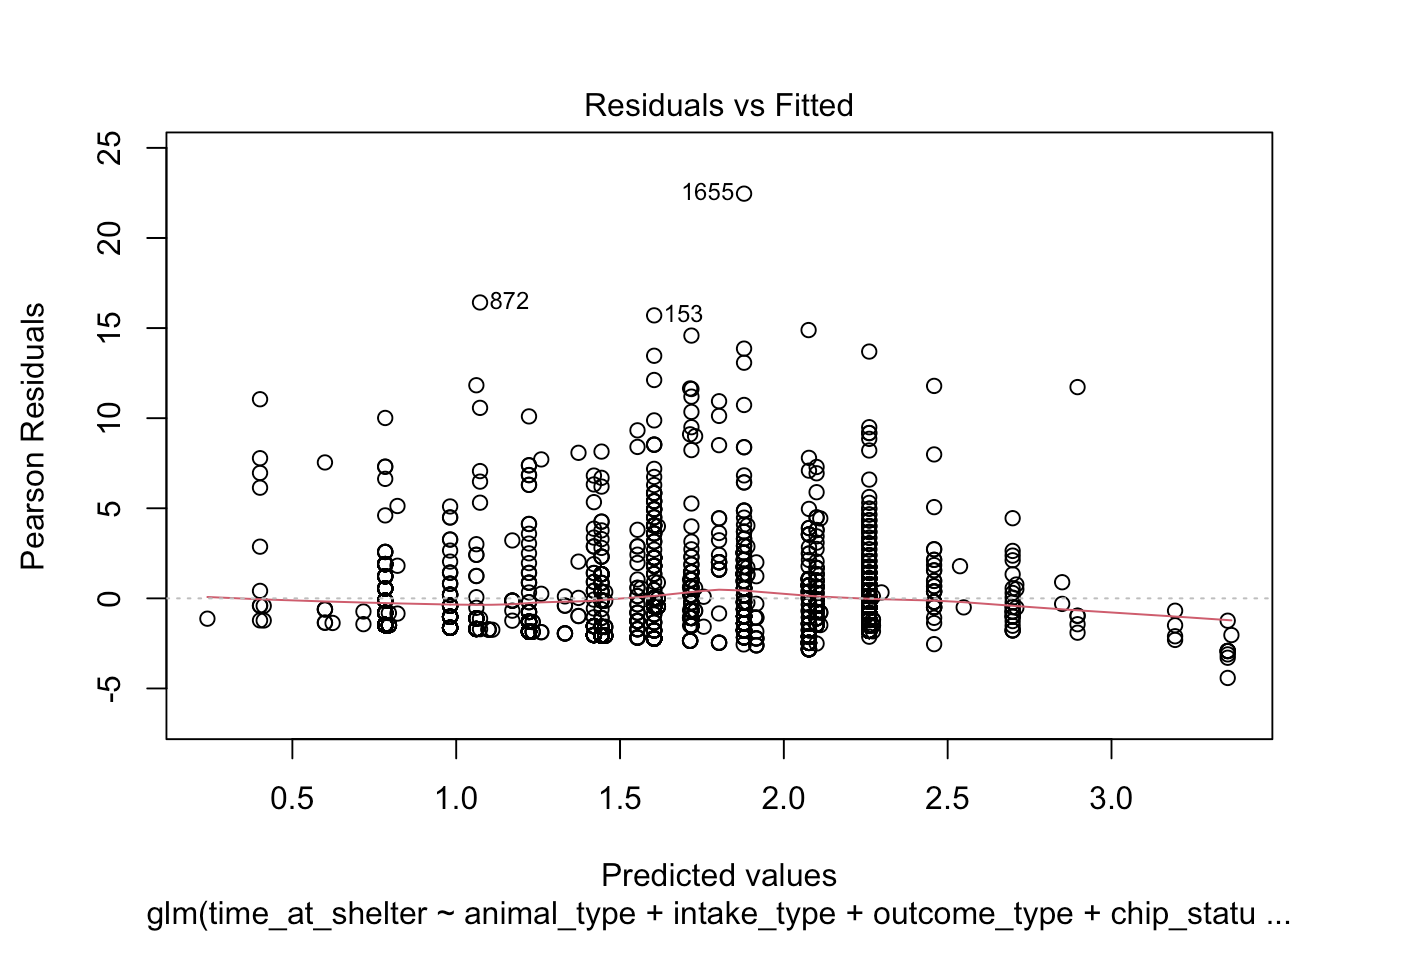 Residuals vs Fitted
25
20
15
10
5
0
-5
Pearson Residuals
1655
872
153
0.5 1.0 1.5 2.0 2.5 3.0
Predicted values
glm(time_at_shelter ~ animal_type + intake_type + outcome_type + chip_statu ...